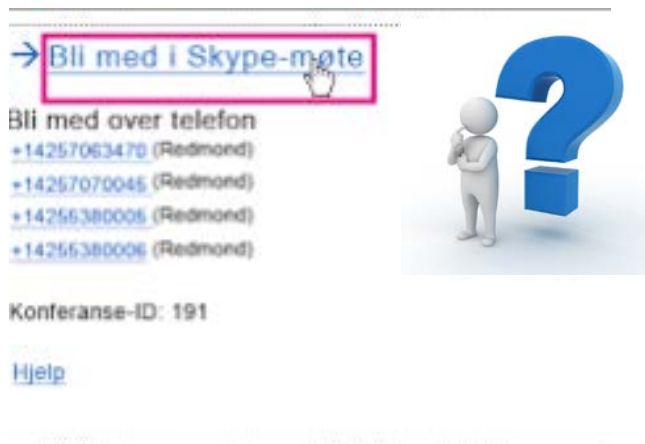 → Bli med i Skype-møte
Bli med over telefon
+14257063470 (Redmond)
+14257070045 (Redmond)
+14255380005 (Redmond)
+14255380006 (Redmond)
Konferanse-ID: 191
Hjelp